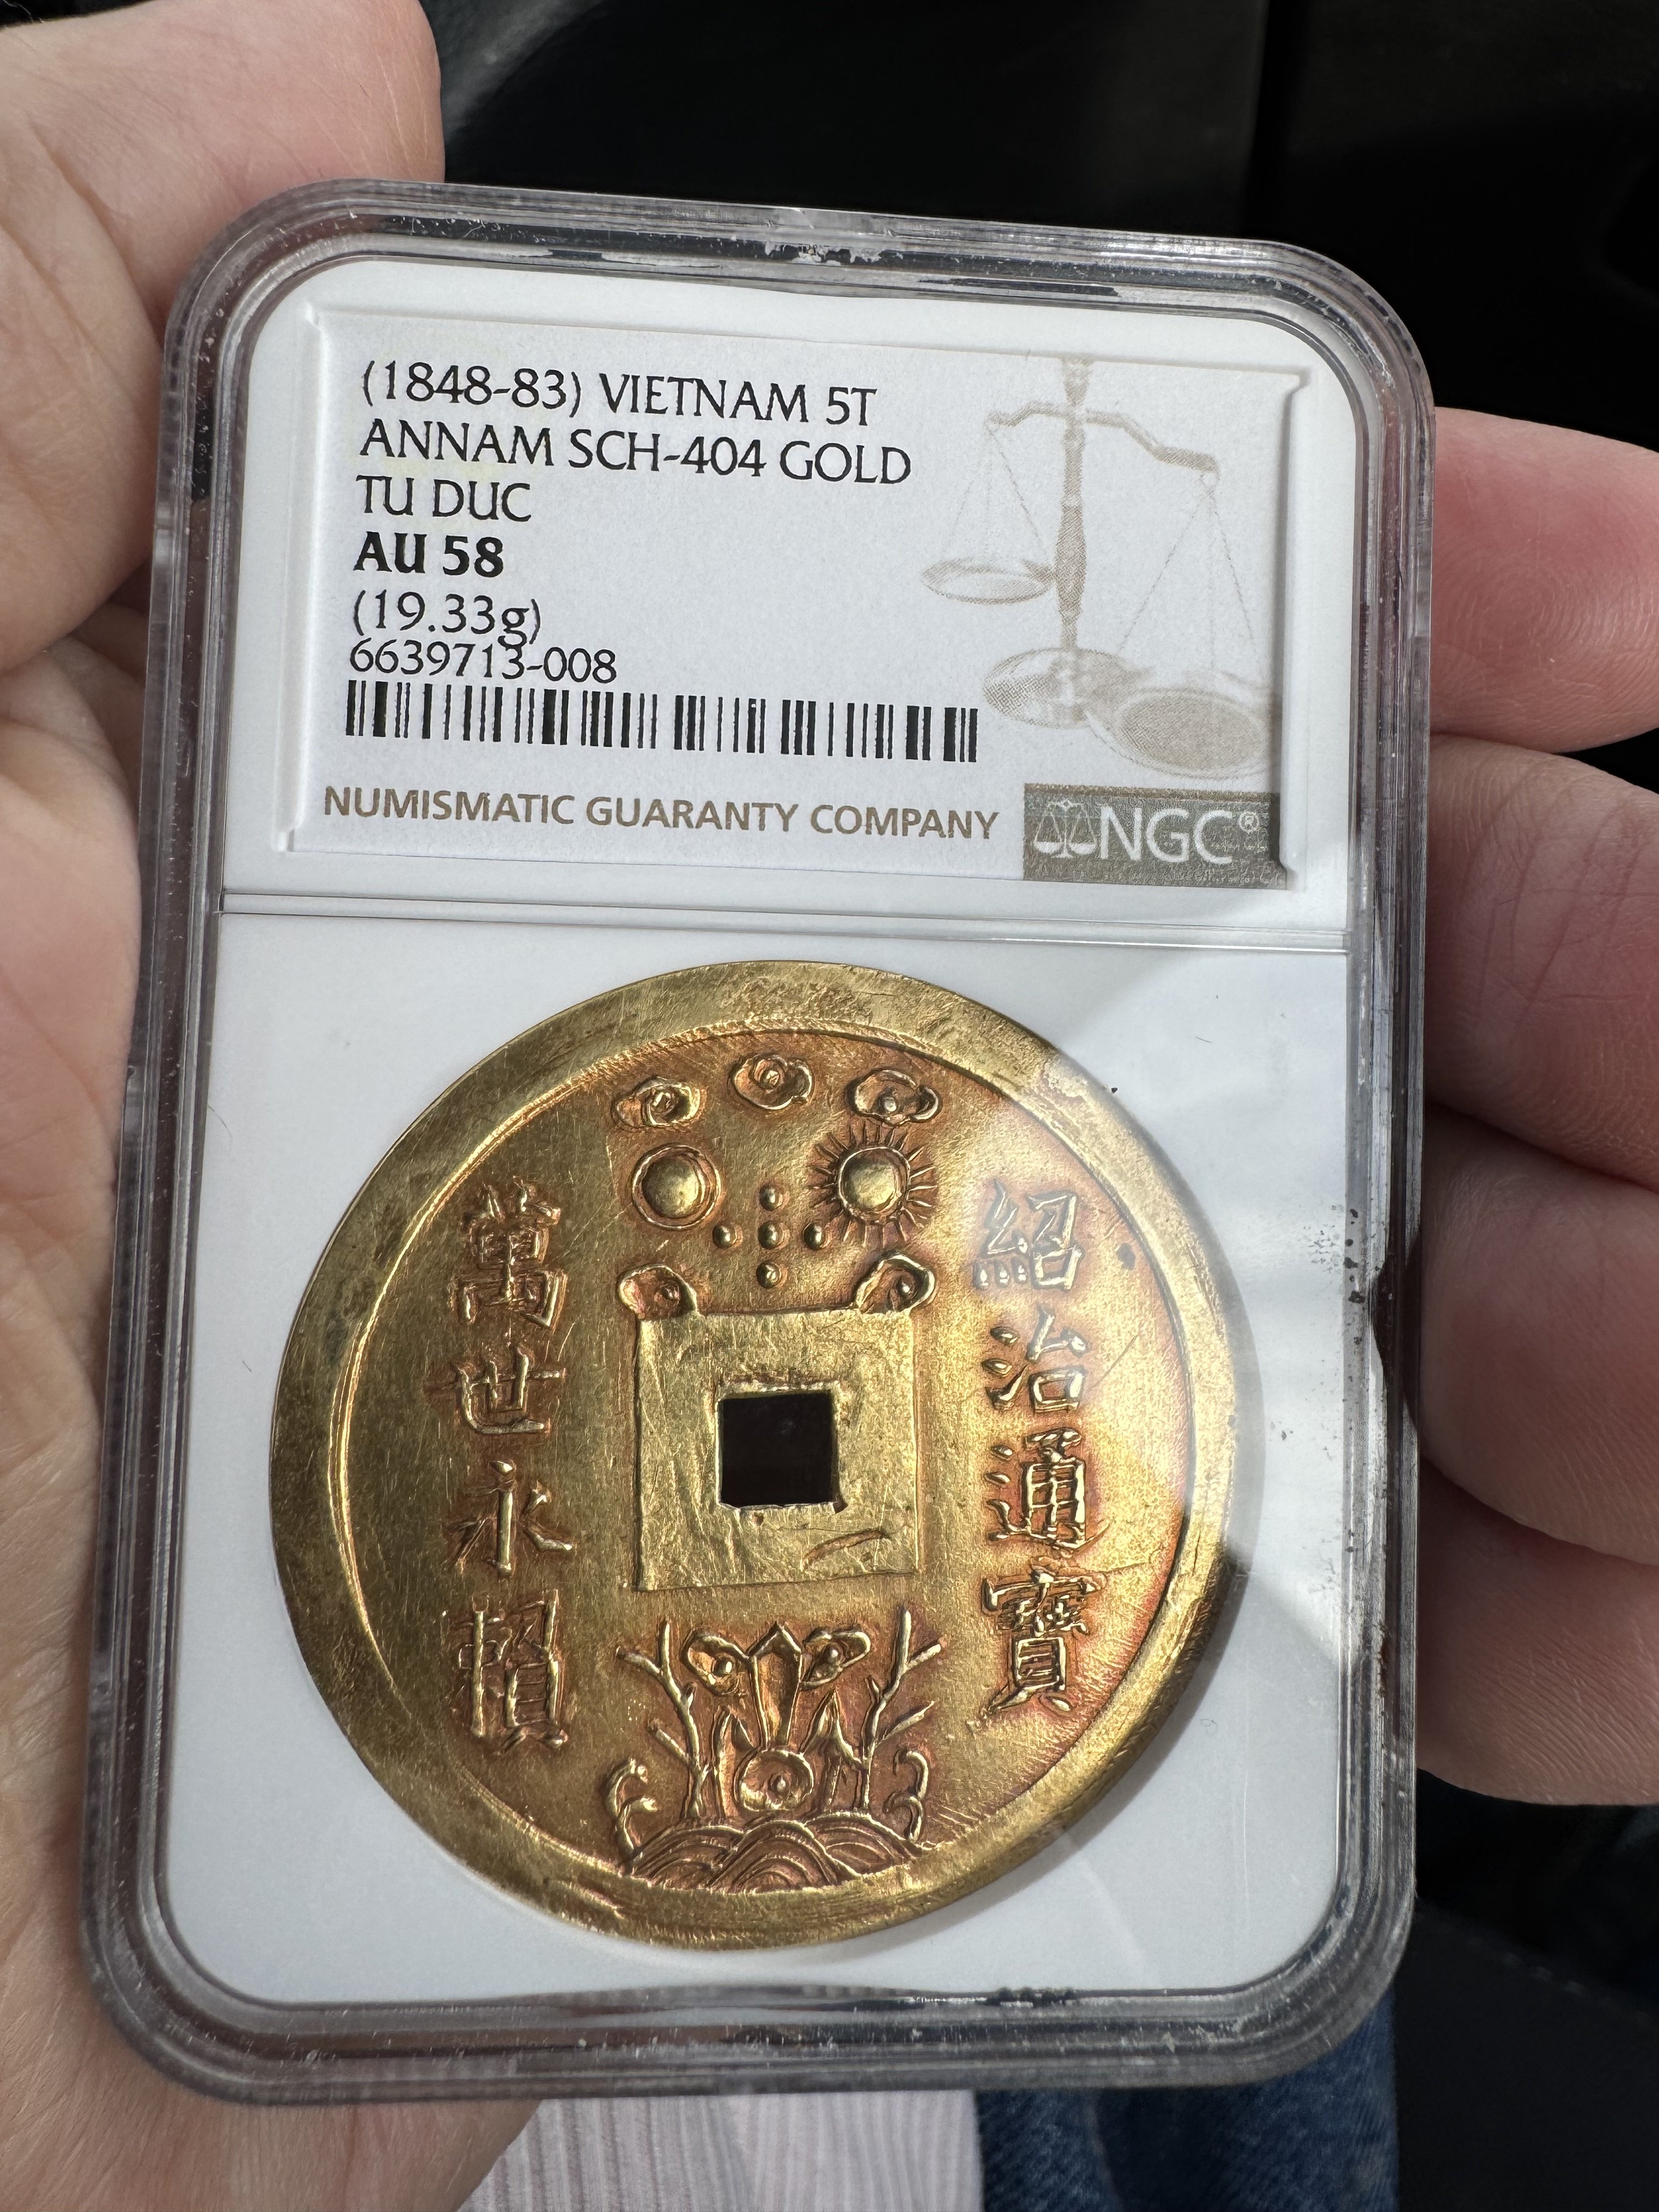 (1848-83) VIETNAM 5T
ANNAM SCH-404 GOLD
TU DUC
AU 58
(19.33g)
6639713-008
NUMISMATIC GUARANTY COMPANY
NGC®
紹治通寶
萬世永賴